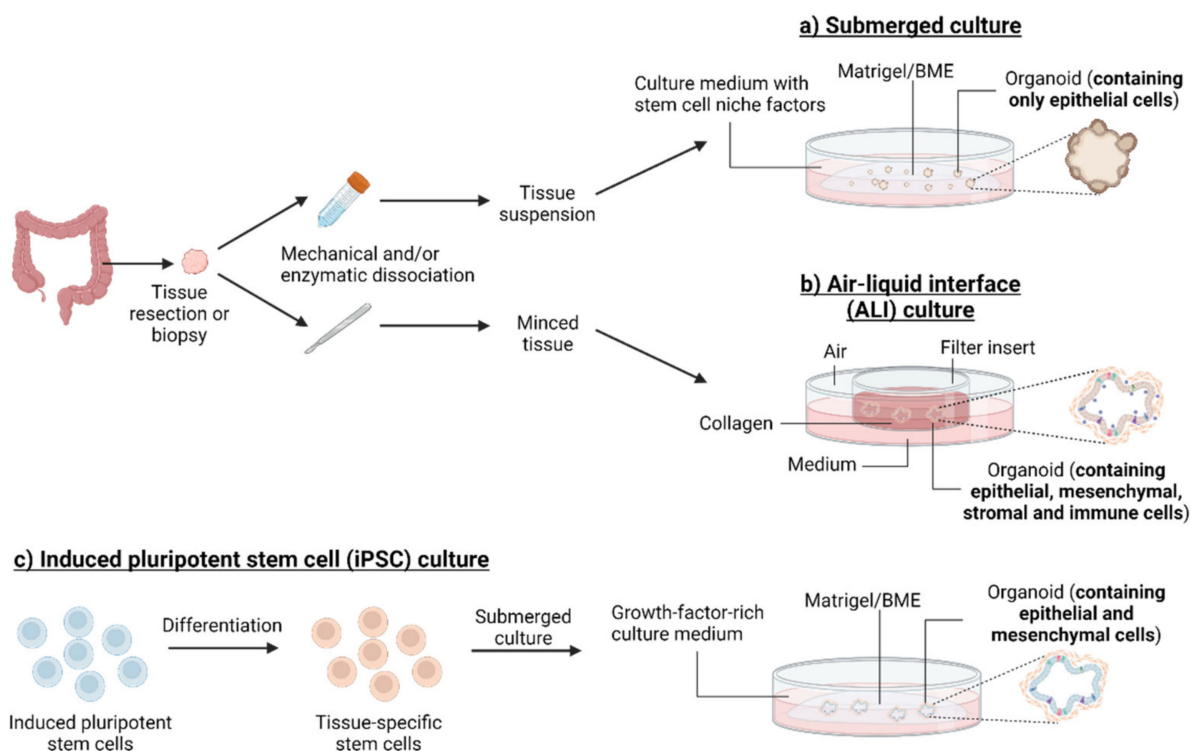 a) Submerged culture
Culture medium with
stem cell niche factors
Matrigel/BME
Organoid (containing
only epithelial cells)
Tissue
resection or
biopsy
Mechanical and/or
enzymatic dissociation
Tissue
suspension
Minced
tissue
b) Air-liquid interface
(ALI) culture
Air
Filter insert
Collagen
Medium
Organoid (containing
epithelial, mesenchymal,
stromal and immune cells)
c) Induced pluripotent stem cell (iPSC) culture
Induced pluripotent
stem cells
Differentiation
Tissue-specific
stem cells
Submerged
culture
Growth-factor-rich
culture medium
Matrigel/BME
Organoid (containing
epithelial and
mesenchymal cells)